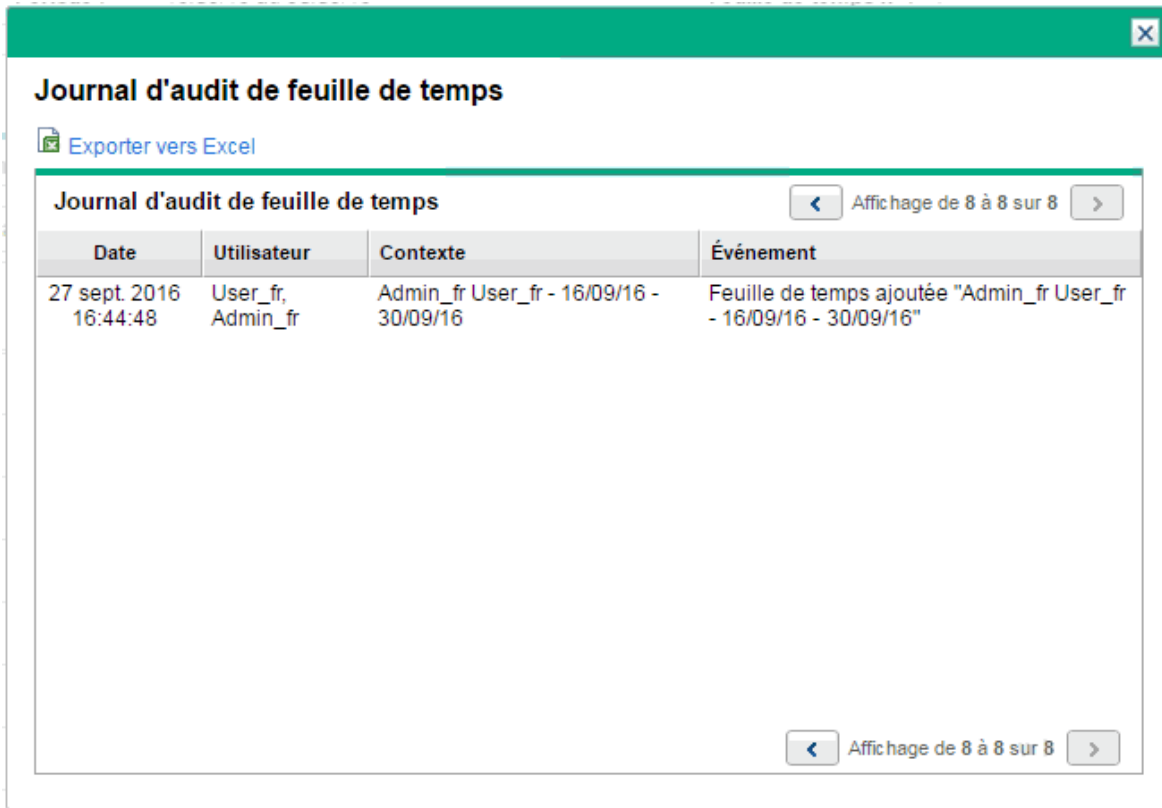 Journal d'audit de feuille de temps
Exporter vers Excel
Journal d'audit de feuille de temps
Affichage de 8 à 8 sur 8
Date Utilisateur Contexte Événement
27 sept. 2016 User_fr, Admin_fr User_fr - 16/09/16 - Feuille de temps ajoutée "Admin_fr User_fr
16:44:48 Admin_fr 30/09/16 - 16/09/16 - 30/09/16"
Affichage de 8 à 8 sur 8